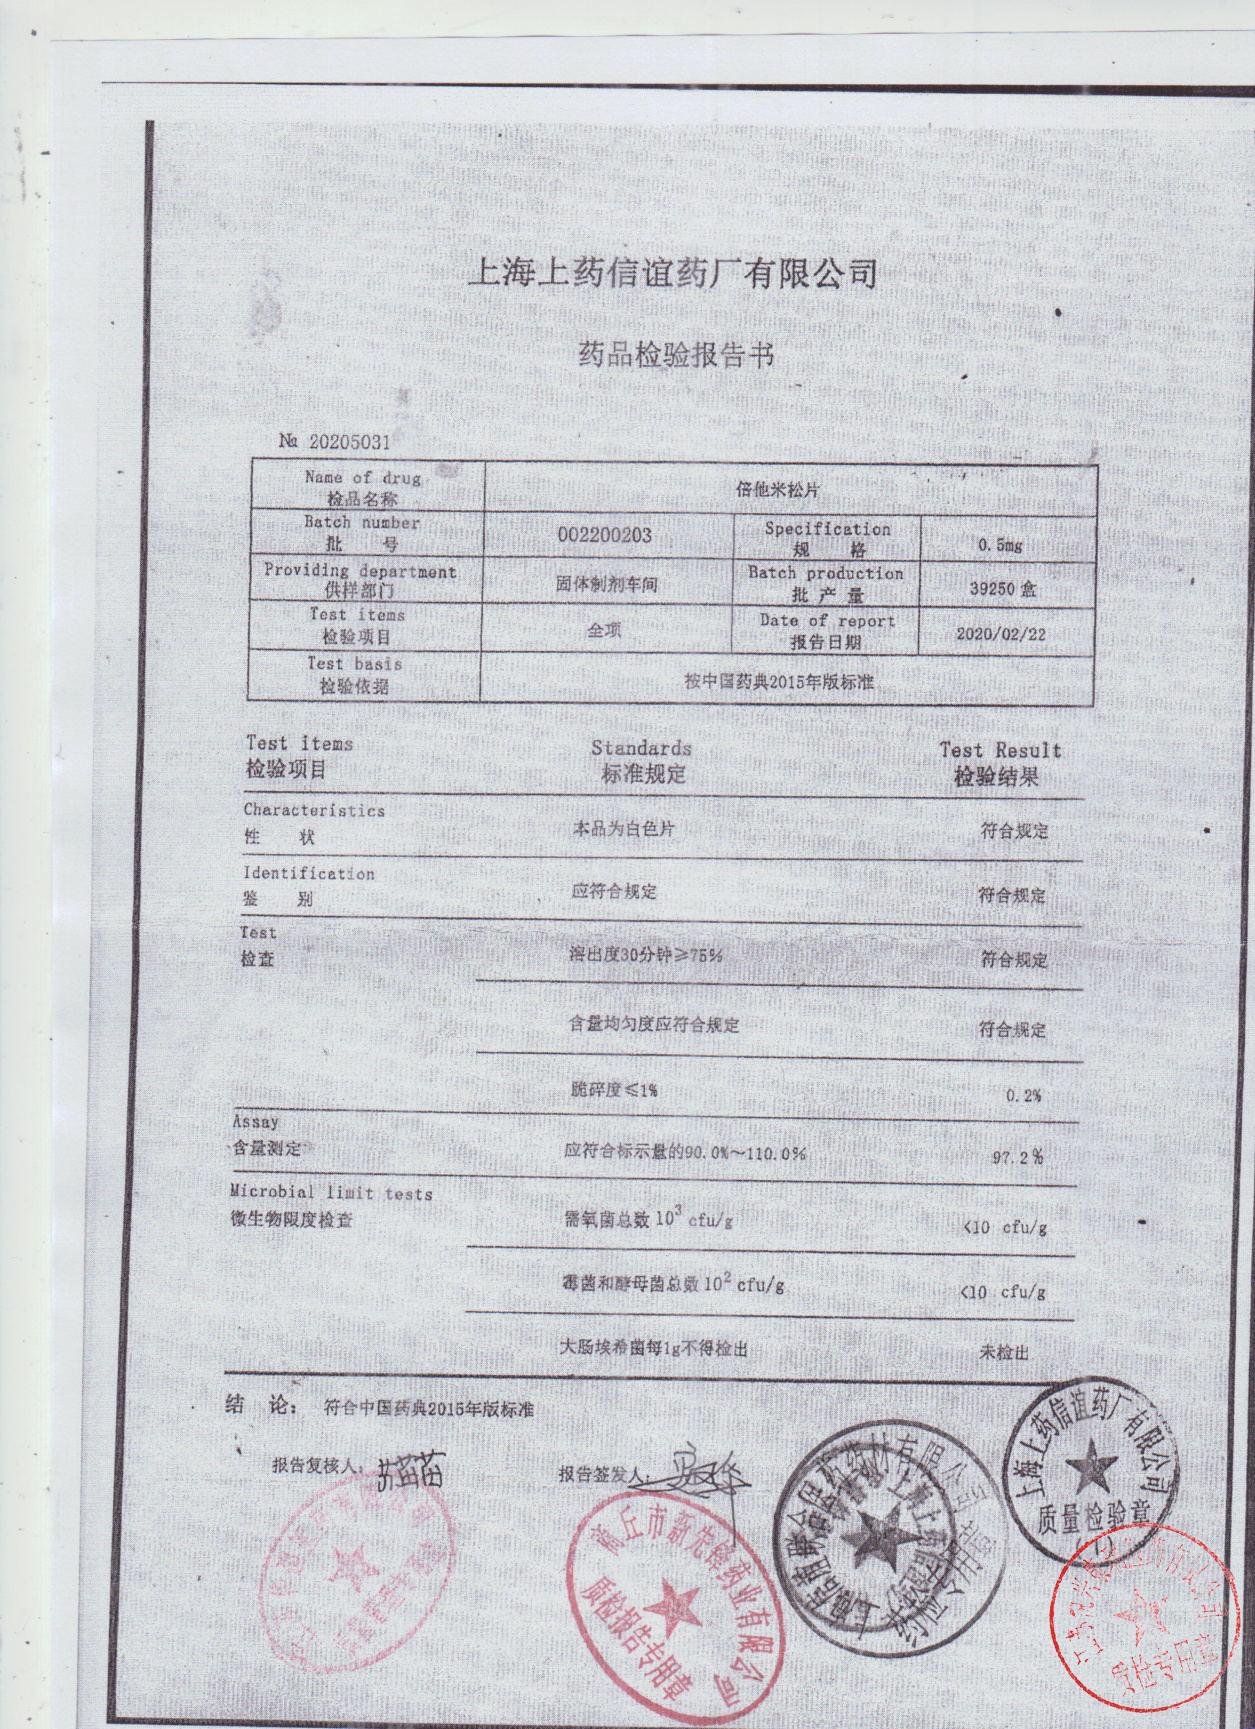 上海上药信谊药厂有限公司
药品检验报告书
№ 20205031
Name of drug
检品名称
倍他米松片
Batch number
批 号
002200203
Specification
规 格
0.5mg
Providing department
供样部门
固体制剂车间
Batch production
批 产 量
39250 盒
Test items
检验项目
全项
Date of report
报告日期
2020/02/22
Test basis
检验依据
按中国药典2015年版标准
Test items
检验项目
Standards
标准规定
Test Result
检验结果
Characteristics
性 状
本品为白色片
符合规定
Identification
鉴 别
应符合规定
符合规定
Test
检查
溶出度30分钟≥75%
符合规定
含量均匀度应符合规定
符合规定
脆碎度≤1%
0.2%
Assay
含量测定
应符合标示量的90.0%~110.0%
97.2%
Microbial limit tests
微生物限度检查
需氧菌总数 10³ cfu/g
<10 cfu/g
霉菌和酵母菌总数 10² cfu/g
<10 cfu/g
大肠埃希菌每1g不得检出
未检出
结 论: 符合中国药典2015年版标准
报告复核人:
报告签发人:
上海上药信谊药厂有限公司
质量检验章
(1)
商丘市新先锋药业有限公司
质检报告专用章
质检专用章